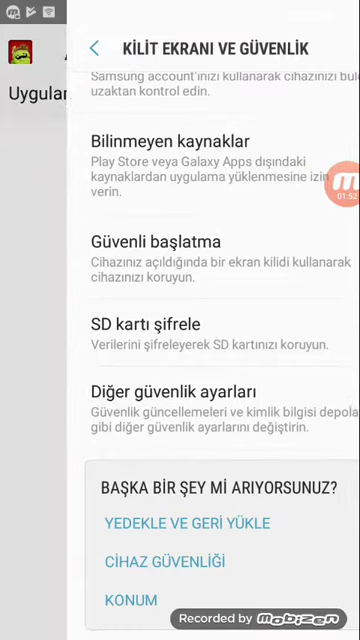 KİLİT EKRANI VE GÜVENLİK
Uygular
Samsung account'ınızı kullanarak cihazınızı
uzaktan kontrol edin.
Bilinmeyen kaynaklar
Play Store veya Galaxy Apps dışındaki
kaynaklardan uygulama yüklenmesine izin
verin.
01:52
Güvenli başlatma
Cihazınız açıldığında bir ekran kilidi kullanarak
cihazınızı koruyun.
SD kartı şifrele
Verilerini şifreleyerek SD kartınızı koruyun.
Diğer güvenlik ayarları
Güvenlik güncellemeleri ve kimlik bilgisi depola
gibi diğer güvenlik ayarlarını değiştirin.
BAŞKA BİR ŞEY Mİ ARIYORSUNUZ?
YEDEKLE VE GERİ YÜKLE
CİHAZ GÜVENLİĞİ
KONUM
Recorded by Mobizen